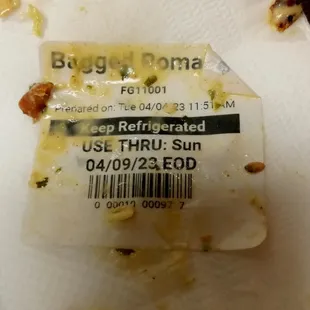 Bagged Roma
FG11001
Prepared on: Tue 04/04/23 11:51 AM
Keep Refrigerated
USE THRU: Sun
04/09/23 EOD